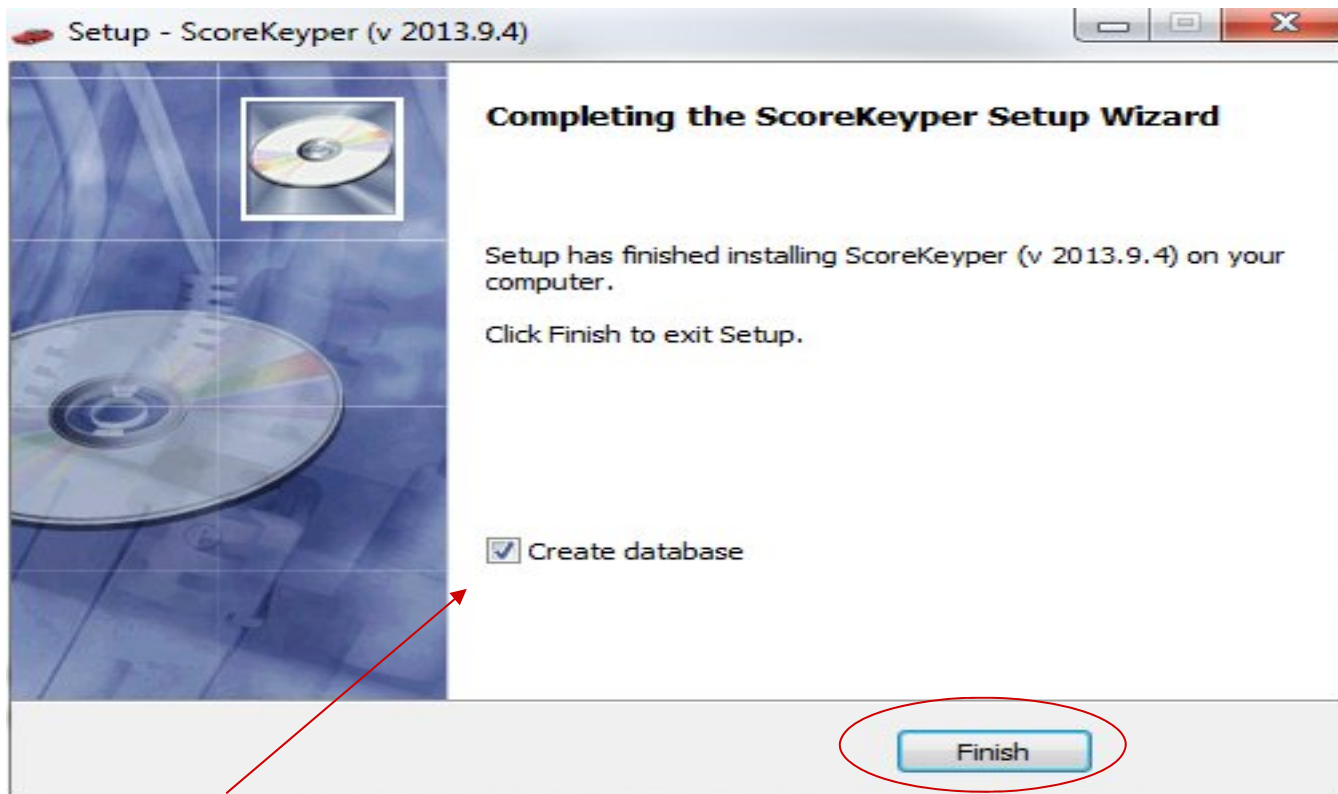 Setup - ScoreKeyper (v 2013.9.4)
Completing the ScoreKeyper Setup Wizard
Setup has finished installing ScoreKeyper (v 2013.9.4) on your
computer.
Click Finish to exit Setup.
Create database
Finish